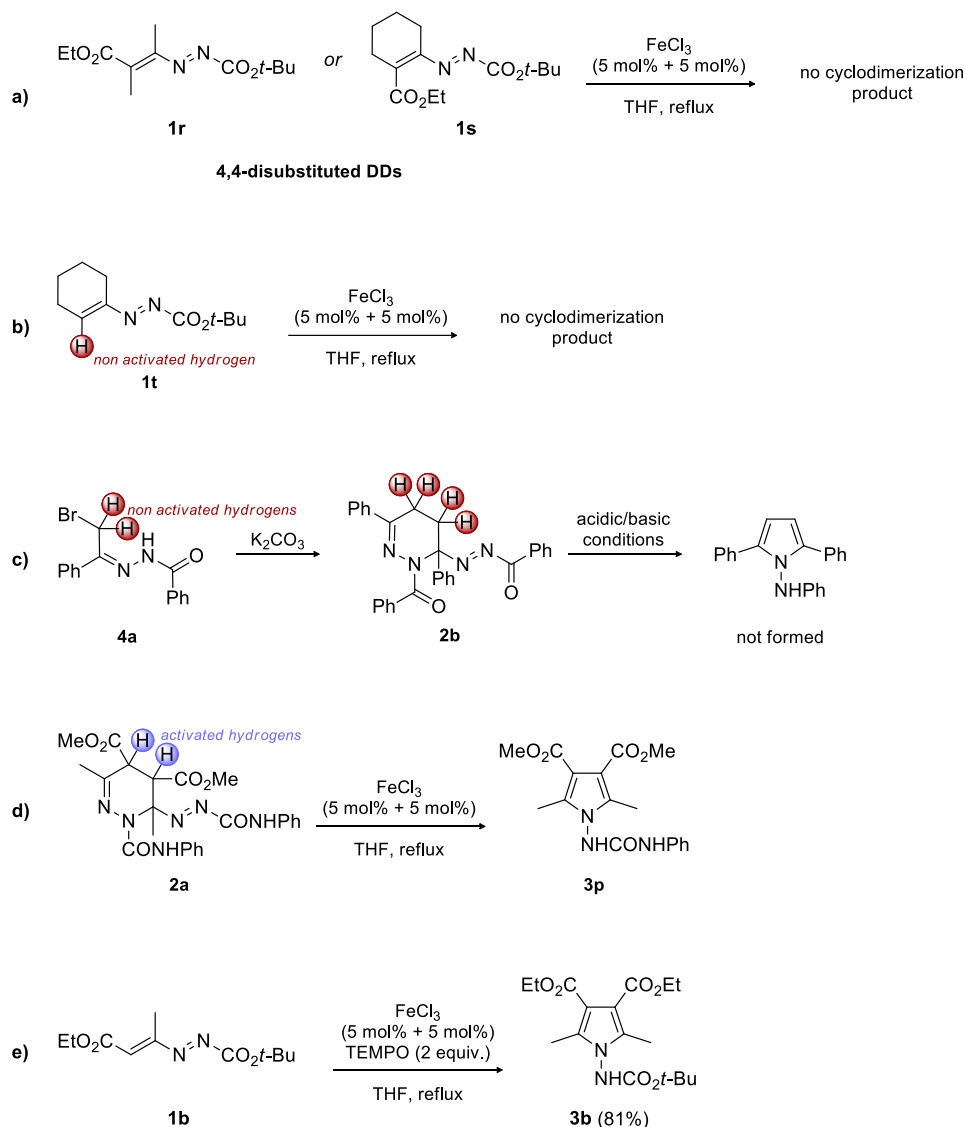 a)
EtO₂C
N
N
CO₂t-Bu
1r
or
N
N
CO₂t-Bu
CO₂Et
1s
FeCl₃
(5 mol% + 5 mol%)
THF, reflux
no cyclodimerization
product
4,4-disubstituted DDs
b)
N
N
CO₂t-Bu
H
non activated hydrogen
1t
FeCl₃
(5 mol% + 5 mol%)
THF, reflux
no cyclodimerization
product
c)
Br
H
H
non activated hydrogens
Ph
N
H
N
O
Ph
4a
K₂CO₃
H
H
H
H
Ph
N
N
Ph
N
N
Ph
O
Ph
O
2b
acidic/basic
conditions
Ph
N
Ph
NHPh
not formed
d)
MeO₂C
H
H
activated hydrogens
CO₂Me
N
N
N
N
CONHPh
CONHPh
2a
FeCl₃
(5 mol% + 5 mol%)
THF, reflux
MeO₂C
CO₂Me
N
NHCONHPh
3p
e)
EtO₂C
N
N
CO₂t-Bu
1b
FeCl₃
(5 mol% + 5 mol%)
TEMPO (2 equiv.)
THF, reflux
EtO₂C
CO₂Et
N
NHCO₂t-Bu
3b (81%)